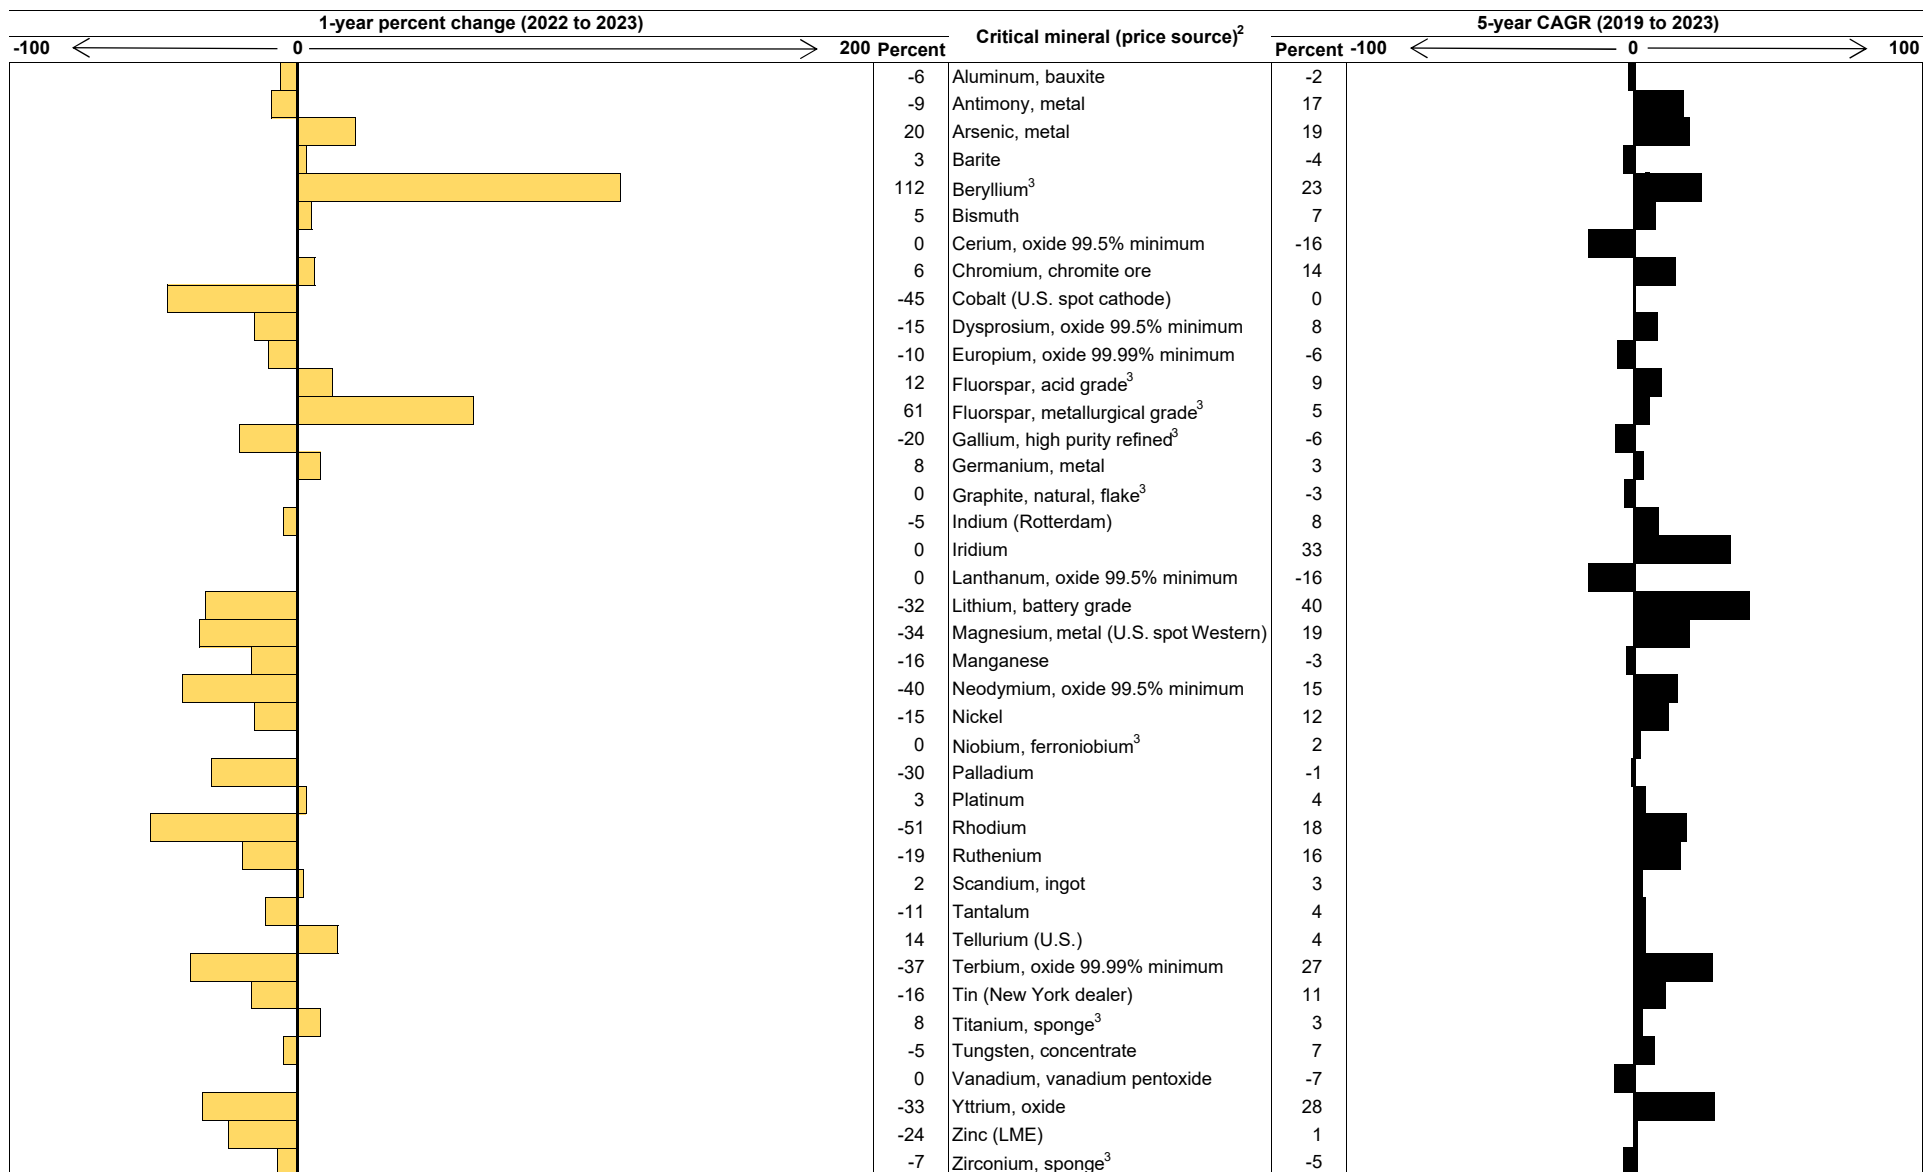 1-year percent change (2022 to 2023) Critical mineral (price source)2 5-year CAGR (2019 to 2023)
-100 0 200 Percent Percent -100 0 100
-6 Aluminum, bauxite -2
-9 Antimony, metal 17
20 Arsenic, metal 19
3 Barite -4
112 Beryllium3 23
5 Bismuth 7
0 Cerium, oxide 99.5% minimum -16
6 Chromium, chromite ore 14
-45 Cobalt (U.S. spot cathode) 0
-15 Dysprosium, oxide 99.5% minimum 8
-10 Europium, oxide 99.99% minimum -6
12 Fluorspar, acid grade3 9
61 Fluorspar, metallurgical grade3 5
-20 Gallium, high purity refined3 -6
8 Germanium, metal 3
0 Graphite, natural, flake3 -3
-5 Indium (Rotterdam) 8
0 Iridium 33
0 Lanthanum, oxide 99.5% minimum -16
-32 Lithium, battery grade 40
-34 Magnesium, metal (U.S. spot Western) 19
-16 Manganese -3
-40 Neodymium, oxide 99.5% minimum 15
-15 Nickel 12
0 Niobium, ferroniobium3 2
-30 Palladium -1
3 Platinum 4
-51 Rhodium 18
-19 Ruthenium 16
2 Scandium, ingot 3
-11 Tantalum 4
14 Tellurium (U.S.) 4
-37 Terbium, oxide 99.99% minimum 27
-16 Tin (New York dealer) 11
8 Titanium, sponge3 3
-5 Tungsten, concentrate 7
0 Vanadium, vanadium pentoxide -7
-33 Yttrium, oxide 28
-24 Zinc (LME) 1
-7 Zirconium, sponge3 -5